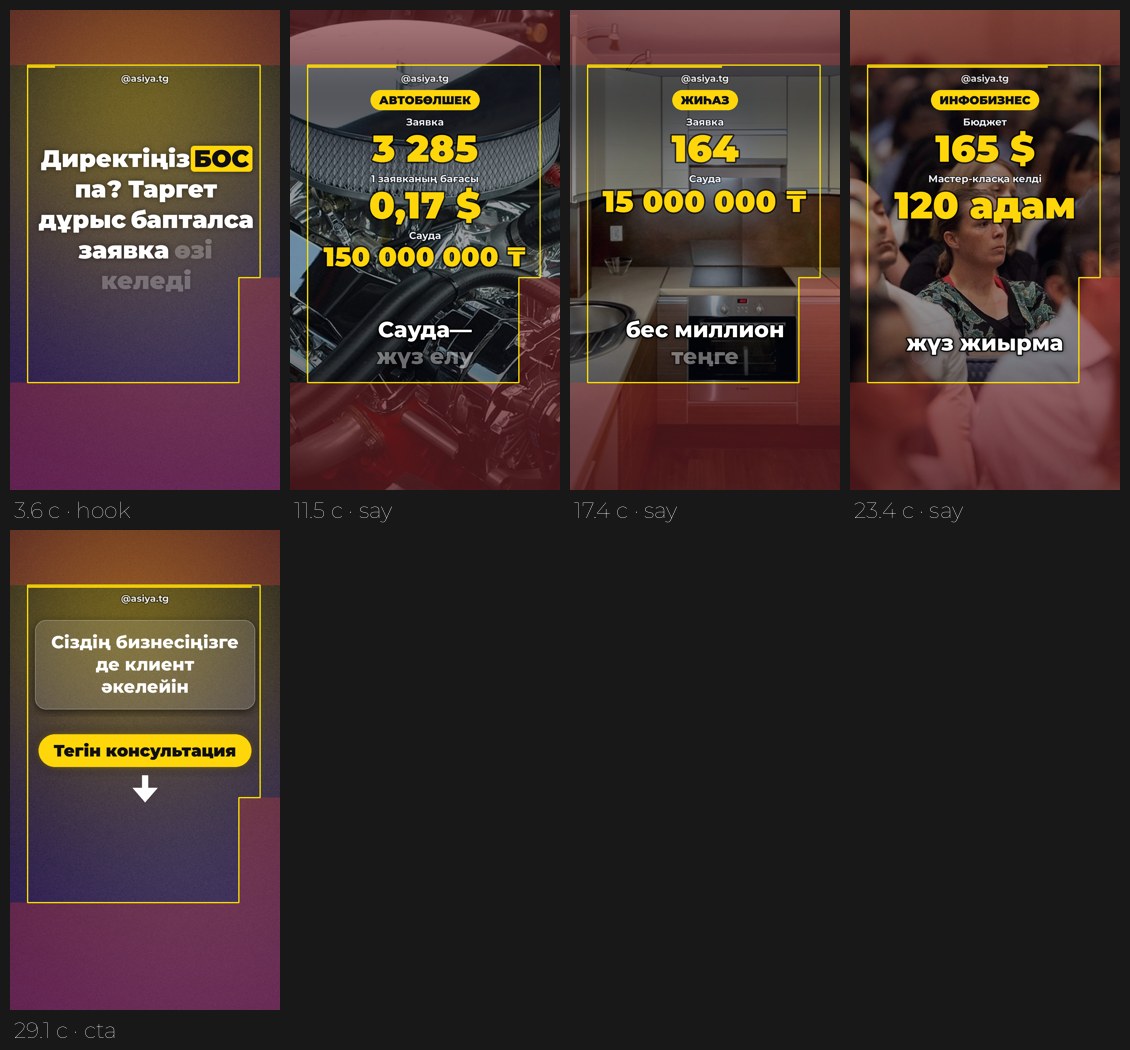 @asiya.tg
Директіңіз БОС
па? Таргет
дұрыс бапталса
заявка өзі
келеді
3.6 с · hook
@asiya.tg
АВТОБӨЛШЕК
Заявка
3 285
1 заявканың бағасы
0,17 $
Сауда
150 000 000 ₸
Сауда—
жүз елу
11.5 с · say
@asiya.tg
ЖИҺАЗ
Заявка
164
Сауда
15 000 000 ₸
бес миллион
теңге
17.4 с · say
@asiya.tg
ИНФОБИЗНЕС
Бюджет
165 $
Мастер-класқа келді
120 адам
жүз жиырма
23.4 с · say
@asiya.tg
Сіздің бизнесіңізге
де клиент
әкелейін
Тегін консультация
29.1 с · cta